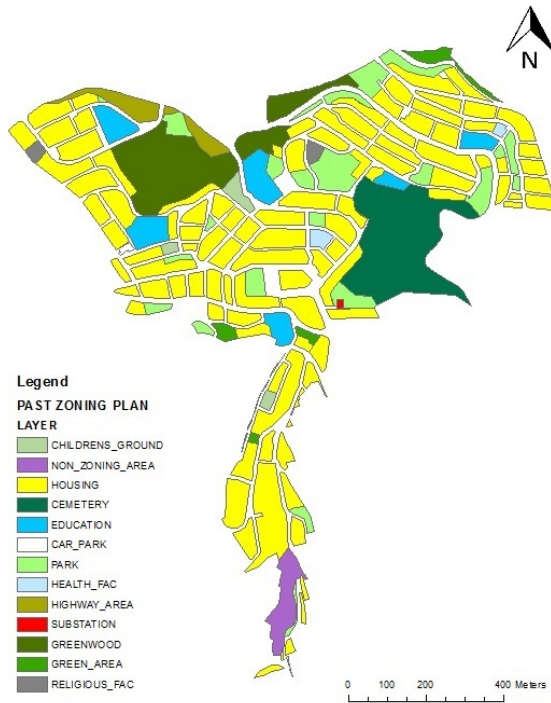 N
Legend
PAST ZONING PLAN
LAYER
CHILDRENS_GROUND
NON_ZONING_AREA
HOUSING
CEMETERY
EDUCATION
CAR_PARK
PARK
HEALTH_FAC
HIGHWAY_AREA
SUBSTATION
GREENWOOD
GREEN_AREA
RELIGIOUS_FAC
0 100 200 400 Meters